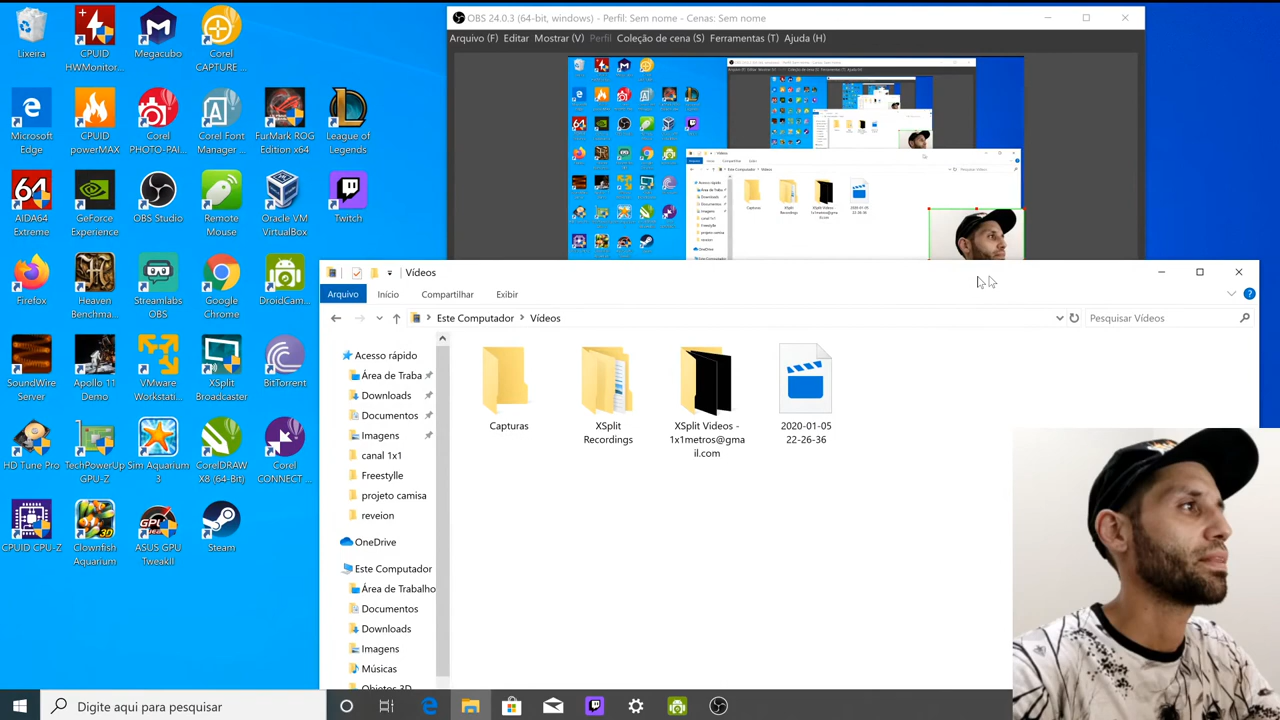 Lixeira
CPUID
HWMonitor...
Megacubo
Corel
CAPTURE
Microsoft
Edge
CPUID
powerMAX
Corel
PHOTO-PAI...
Corel Font
Manager ...
FurMark ROG
Edition x64
League of
Legends
AIDA64
Extreme
GeForce
Experience
OBS Studio
Remote
Mouse
Oracle VM
VirtualBox
Twitch
Firefox
Heaven
Benchma...
Streamlabs
OBS
Google
Chrome
DroidCam...
SoundWire
Server
Apollo 11
Demo
VMware
Workstati...
XSplit
Broadcaster
BitTorrent
HD Tune Pro
TechPowerUp
GPU-Z
Sim Aquarium
3
CorelDRAW
X8 (64-Bit)
Corel
CONNECT ...
CPUID CPU-Z
Clownfish
Aquarium
ASUS GPU
TweakII
Steam
OBS 24.0.3 (64-bit, windows) - Perfil: Sem nome - Cenas: Sem nome
Arquivo (F) Editar Mostrar (V) Perfil Coleção de cena (S) Ferramentas (T) Ajuda (H)
Vídeos
Arquivo Início Compartilhar Exibir
Este Computador Vídeos
Pesquisar Vídeos
Acesso rápido
Área de Traba
Downloads
Documentos
Imagens
canal 1x1
Freestylle
projeto camisa
reveion
OneDrive
Este Computador
Área de Trabalho
Documentos
Downloads
Imagens
Músicas
Objetos 3D
Capturas
XSplit
Recordings
XSplit Videos -
1x1metros@gma
il.com
2020-01-05
22-26-36
Digite aqui para pesquisar